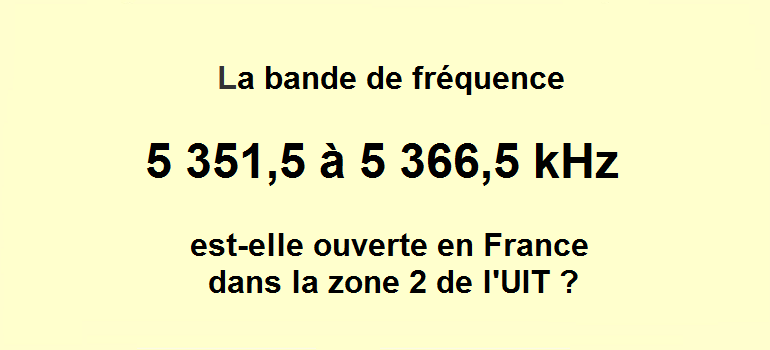 La bande de fréquence
5 351,5 à 5 366,5 kHz
est-elle ouverte en France
dans la zone 2 de l'UIT ?